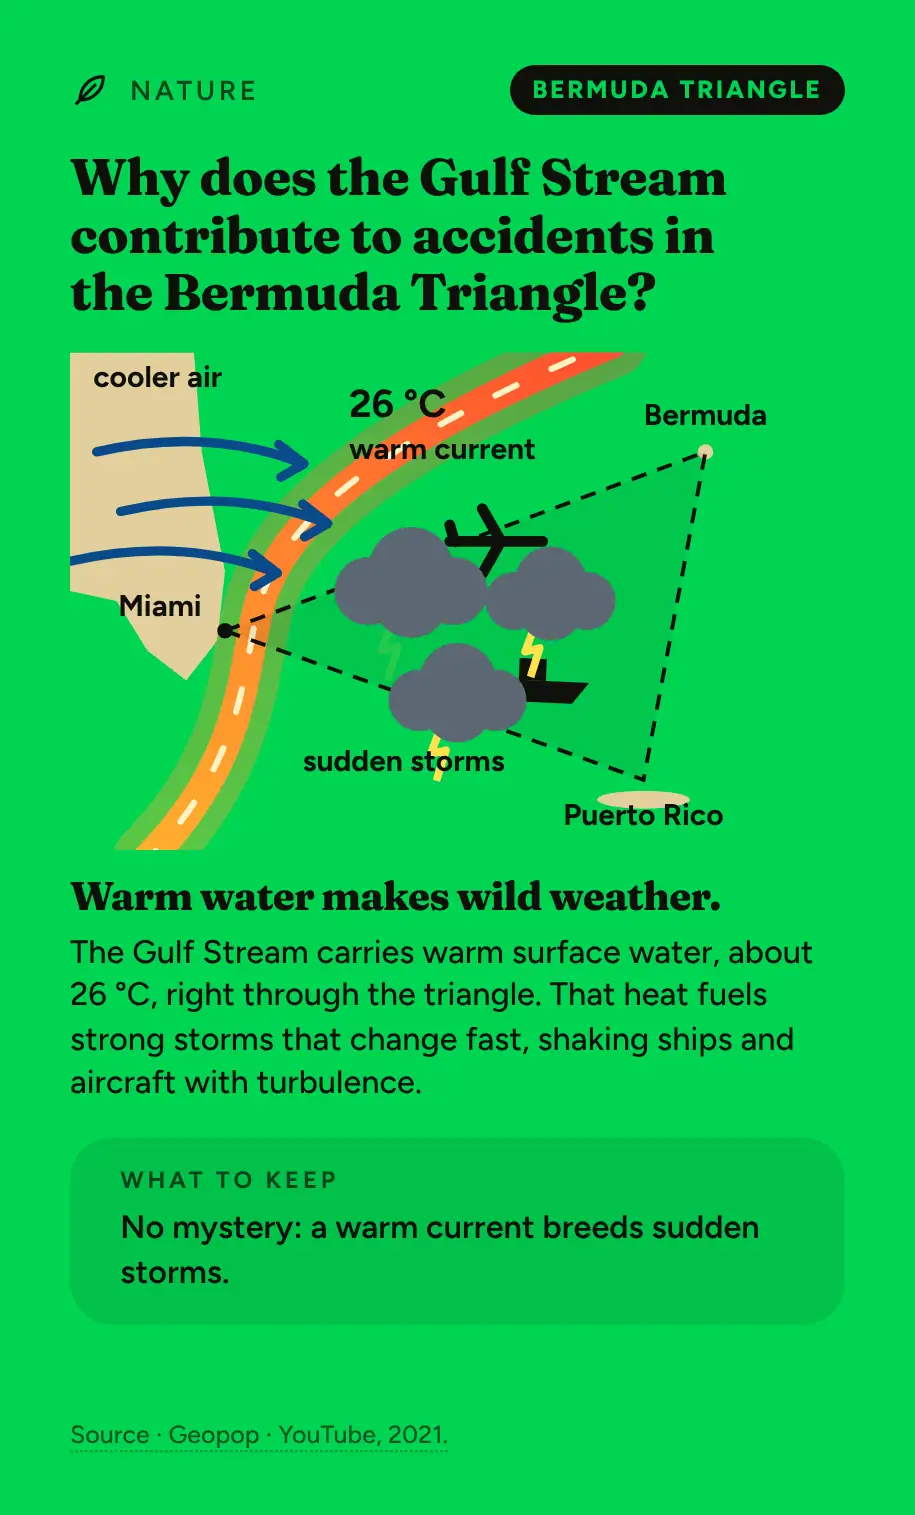 NATURE
BERMUDA TRIANGLE
Why does the Gulf Stream
contribute to accidents in
the Bermuda Triangle?
cooler air
26 °C
warm current
Bermuda
Miami
sudden storms
Puerto Rico
Warm water makes wild weather.
The Gulf Stream carries warm surface water, about
26 °C, right through the triangle. That heat fuels
strong storms that change fast, shaking ships and
aircraft with turbulence.
WHAT TO KEEP
No mystery: a warm current breeds sudden
storms.
Source · Geopop · YouTube, 2021.